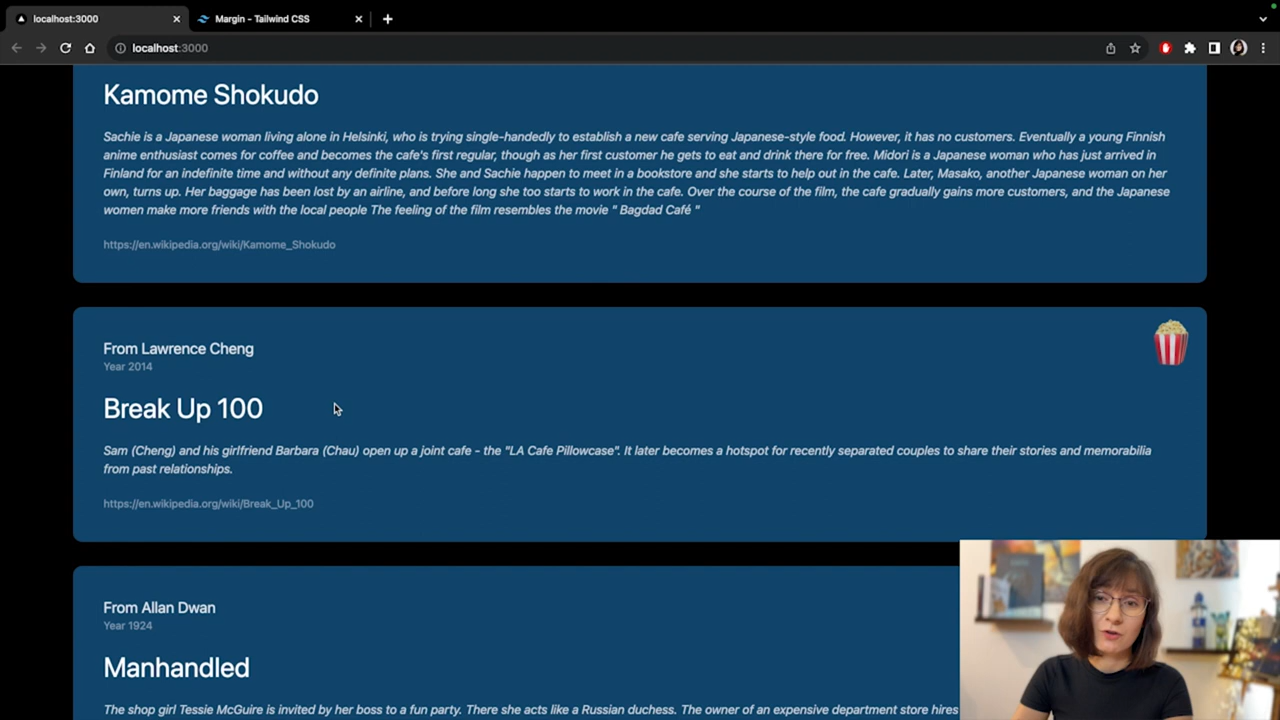 localhost:3000
Margin - Tailwind CSS
localhost:3000
Kamome Shokudo
Sachie is a Japanese woman living alone in Helsinki, who is trying single-handedly to establish a new cafe serving Japanese-style food. However, it has no customers. Eventually a young Finnish
anime enthusiast comes for coffee and becomes the cafe's first regular, though as her first customer he gets to eat and drink there for free. Midori is a Japanese woman who has just arrived in
Finland for an indefinite time and without any definite plans. She and Sachie happen to meet in a bookstore and she starts to help out in the cafe. Later, Masako, another Japanese woman on her
own, turns up. Her baggage has been lost by an airline, and before long she too starts to work in the cafe. Over the course of the film, the cafe gradually gains more customers, and the Japanese
women make more friends with the local people The feeling of the film resembles the movie " Bagdad Café "
https://en.wikipedia.org/wiki/Kamome_Shokudo
From Lawrence Cheng
Year 2014
Break Up 100
Sam (Cheng) and his girlfriend Barbara (Chau) open up a joint cafe - the "LA Cafe Pillowcase". It later becomes a hotspot for recently separated couples to share their stories and memorabilia
from past relationships.
https://en.wikipedia.org/wiki/Break_Up_100
From Allan Dwan
Year 1924
Manhandled
The shop girl Tessie McGuire is invited by her boss to a fun party. There she acts like a Russian duchess. The owner of an expensive department store hires